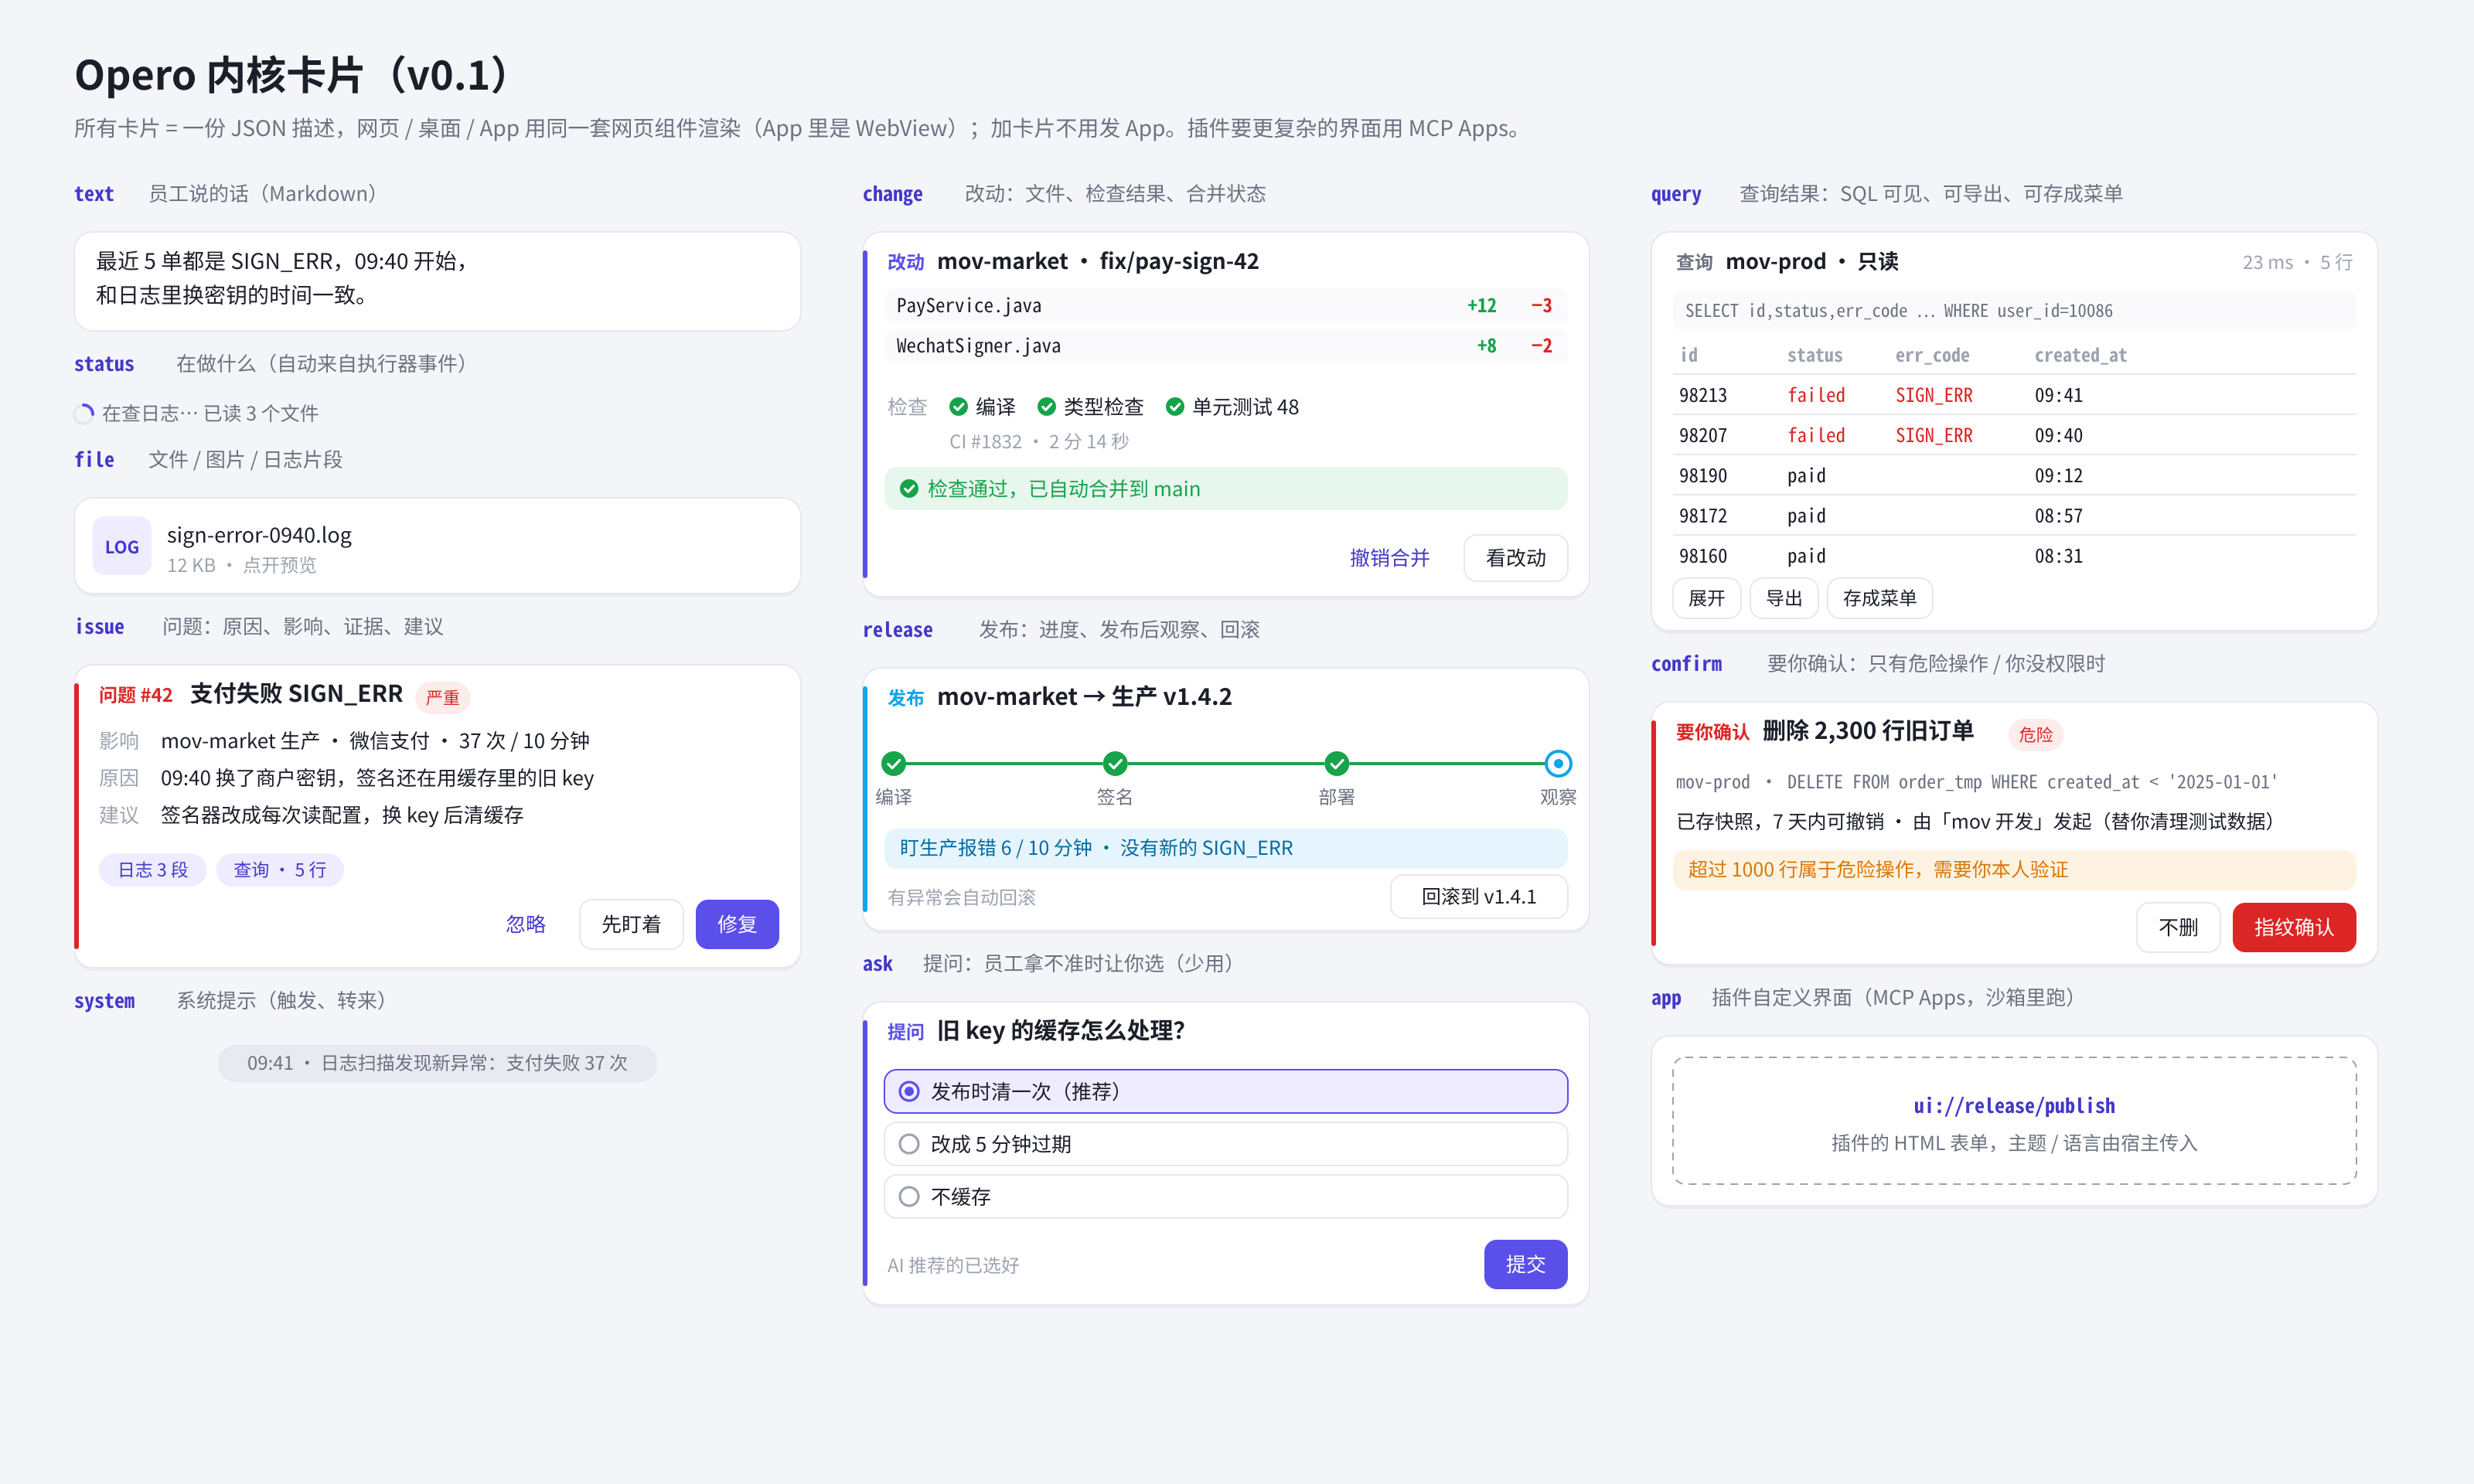 Opero 内核卡片（v0.1）
所有卡片 = 一份 JSON 描述，网页 / 桌面 / App 用同一套网页组件渲染（App 里是 WebView）；加卡片不用发 App。插件要更复杂的界面用 MCP Apps。
text 员工说的话（Markdown）
最近 5 单都是 SIGN_ERR，09:40 开始，
和日志里换密钥的时间一致。
status 在做什么（自动来自执行器事件）
在查日志… 已读 3 个文件
file 文件 / 图片 / 日志片段
LOG
sign-error-0940.log
12 KB · 点开预览
issue 问题：原因、影响、证据、建议
问题 #42 支付失败 SIGN_ERR 严重
影响 mov-market 生产 · 微信支付 · 37 次 / 10 分钟
原因 09:40 换了商户密钥，签名还在用缓存里的旧 key
建议 签名器改成每次读配置，换 key 后清缓存
日志 3 段 查询 · 5 行
忽略 先盯着 修复
system 系统提示（触发、转来）
09:41 · 日志扫描发现新异常：支付失败 37 次
change 改动：文件、检查结果、合并状态
改动 mov-market · fix/pay-sign-42
PayService.java +12 −3
WechatSigner.java +8 −2
检查 编译 类型检查 单元测试 48
CI #1832 · 2 分 14 秒
检查通过，已自动合并到 main
撤销合并 看改动
release 发布：进度、发布后观察、回滚
发布 mov-market → 生产 v1.4.2
编译 签名 部署 观察
盯生产报错 6 / 10 分钟 · 没有新的 SIGN_ERR
有异常会自动回滚 回滚到 v1.4.1
ask 提问：员工拿不准时让你选（少用）
提问 旧 key 的缓存怎么处理？
发布时清一次（推荐）
改成 5 分钟过期
不缓存
AI 推荐的已选好 提交
query 查询结果：SQL 可见、可导出、可存成菜单
查询 mov-prod · 只读 23 ms · 5 行
SELECT id,status,err_code … WHERE user_id=10086
id status err_code created_at
98213 failed SIGN_ERR 09:41
98207 failed SIGN_ERR 09:40
98190 paid 09:12
98172 paid 08:57
98160 paid 08:31
展开 导出 存成菜单
confirm 要你确认：只有危险操作 / 你没权限时
要你确认 删除 2,300 行旧订单 危险
mov-prod · DELETE FROM order_tmp WHERE created_at < '2025-01-01'
已存快照，7 天内可撤销 · 由「mov 开发」发起（替你清理测试数据）
超过 1000 行属于危险操作，需要你本人验证
不删 指纹确认
app 插件自定义界面（MCP Apps，沙箱里跑）
ui://release/publish
插件的 HTML 表单，主题 / 语言由宿主传入